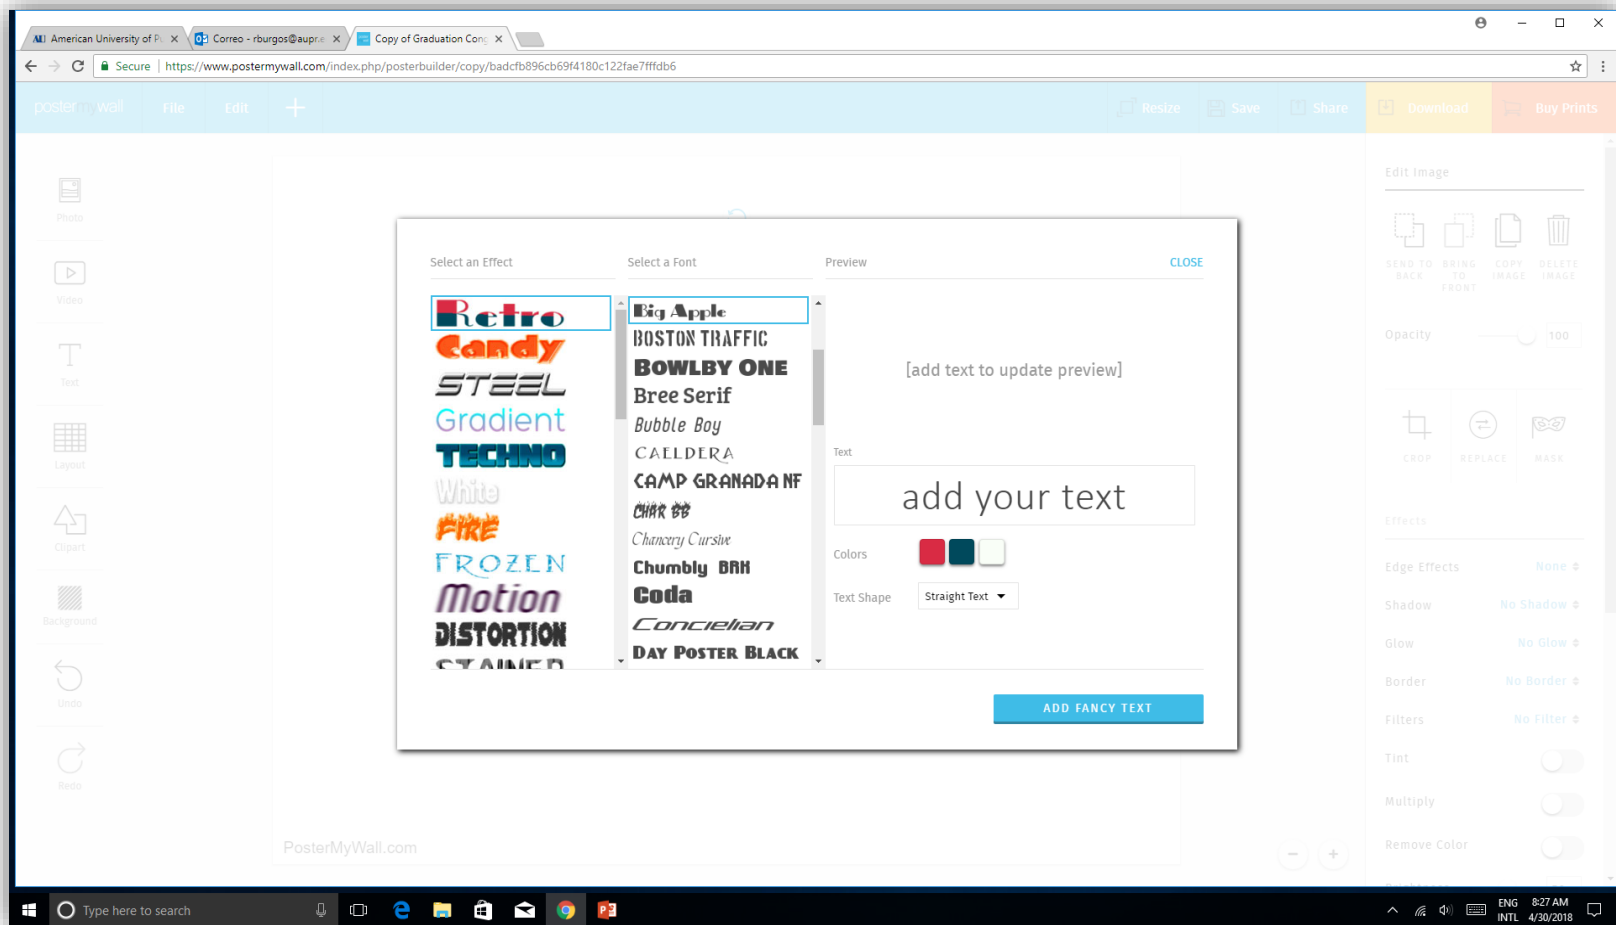 American University of P
Correo - rburgos@aupr.e
Copy of Graduation Cong
Secure
https://www.postermywall.com/index.php/posterbuilder/copy/badcfb896cb69f4180c122fae7fffdb6
postermywall
File
Edit
Resize
Save
Share
Download
Buy Prints
Photo
Video
Text
Layout
Clipart
Background
Undo
Redo
Select an Effect
Retro
Candy
STEEL
Gradient
TECHNO
White
FIRE
FROZEN
Motion
DISTORTION
STAINED
Select a Font
Big Apple
BOSTON TRAFFIC
BOWLBY ONE
Bree Serif
Bubble Boy
CAELDERA
CAMP GRANADA NF
CHAR BB
Chancery Cursive
Chumbly BRK
Coda
Concielian
DAY POSTER BLACK
Preview
CLOSE
[add text to update preview]
Text
add your text
Colors
Text Shape
Straight Text
ADD FANCY TEXT
PosterMyWall.com
Edit Image
SEND TO BACK
BRING TO FRONT
COPY IMAGE
DELETE IMAGE
Opacity
100
CROP
REPLACE
MASK
Effects
Edge Effects
None
Shadow
No Shadow
Glow
No Glow
Border
No Border
Filters
No Filter
Tint
Multiply
Remove Color
Type here to search
ENG
INTL
8:27 AM
4/30/2018